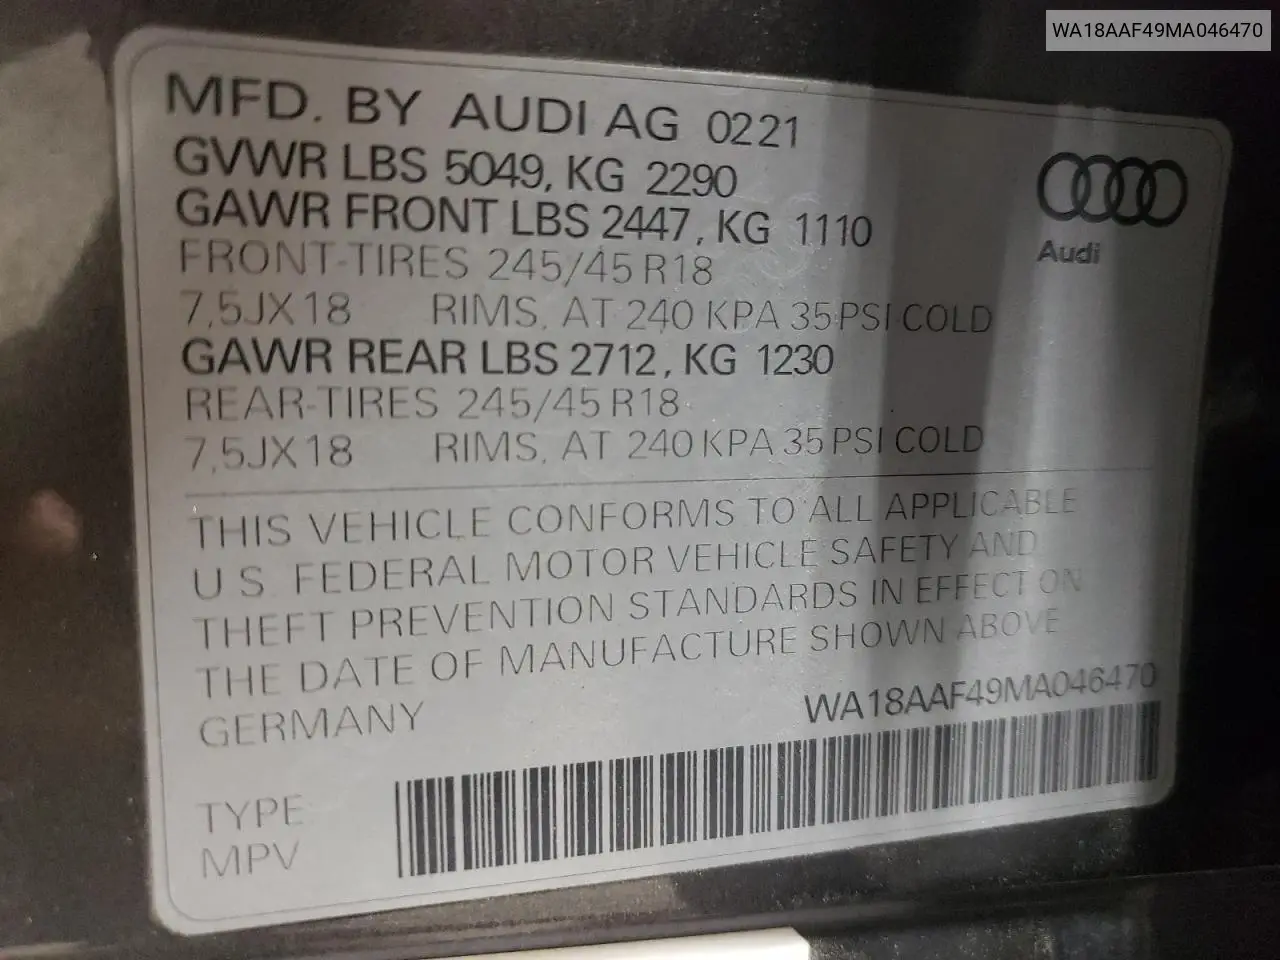 WA18AAF49MA046470
MFD. BY AUDI AG 0221
GVWR LBS 5049, KG 2290
GAWR FRONT LBS 2447, KG 1110
FRONT-TIRES 245/45 R18
7,5JX18 RIMS, AT 240 KPA 35 PSI COLD
GAWR REAR LBS 2712, KG 1230
REAR-TIRES 245/45 R18
7,5JX18 RIMS, AT 240 KPA 35 PSI COLD
Audi
THIS VEHICLE CONFORMS TO ALL APPLICABLE
U S FEDERAL MOTOR VEHICLE SAFETY AND
THEFT PREVENTION STANDARDS IN EFFECT ON
THE DATE OF MANUFACTURE SHOWN ABOVE
GERMANY
WA18AAF49MA046470
TYPE
MPV